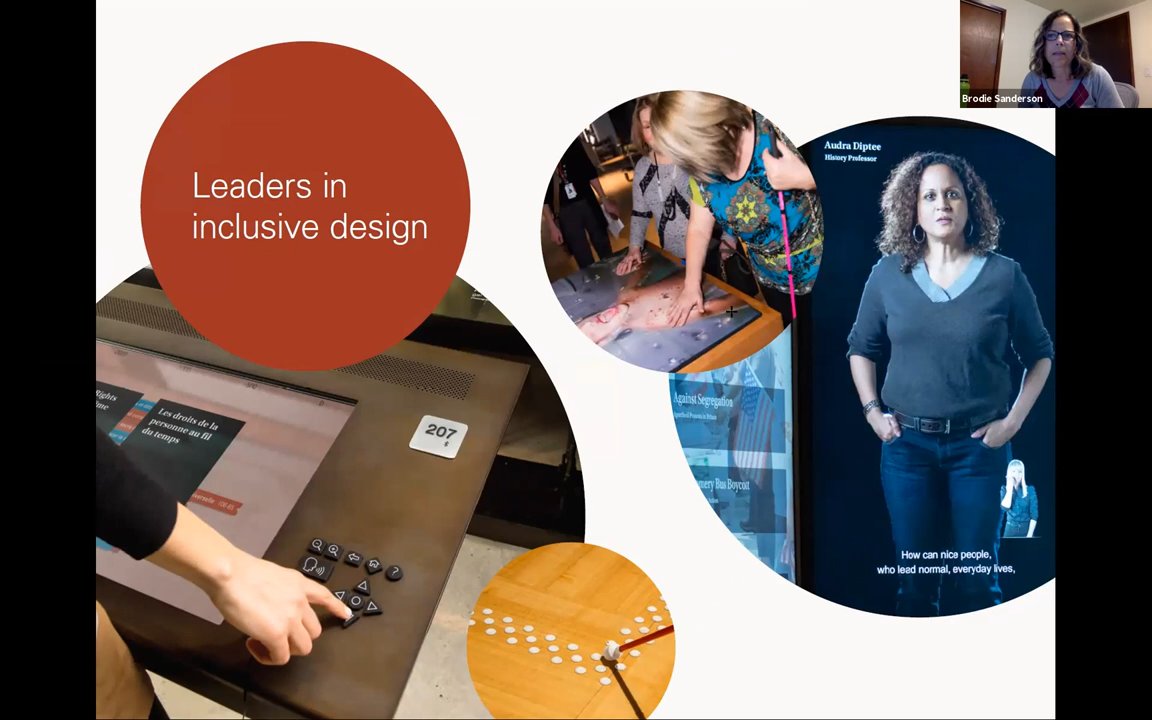 Leaders in
inclusive design
Brodie Sanderson
Audra Diptee
History Professor
Les droits de la
personne au fil
du temps
207
?
Against Segregation
Bus Boycott
How can nice people,
who lead normal, everyday lives,